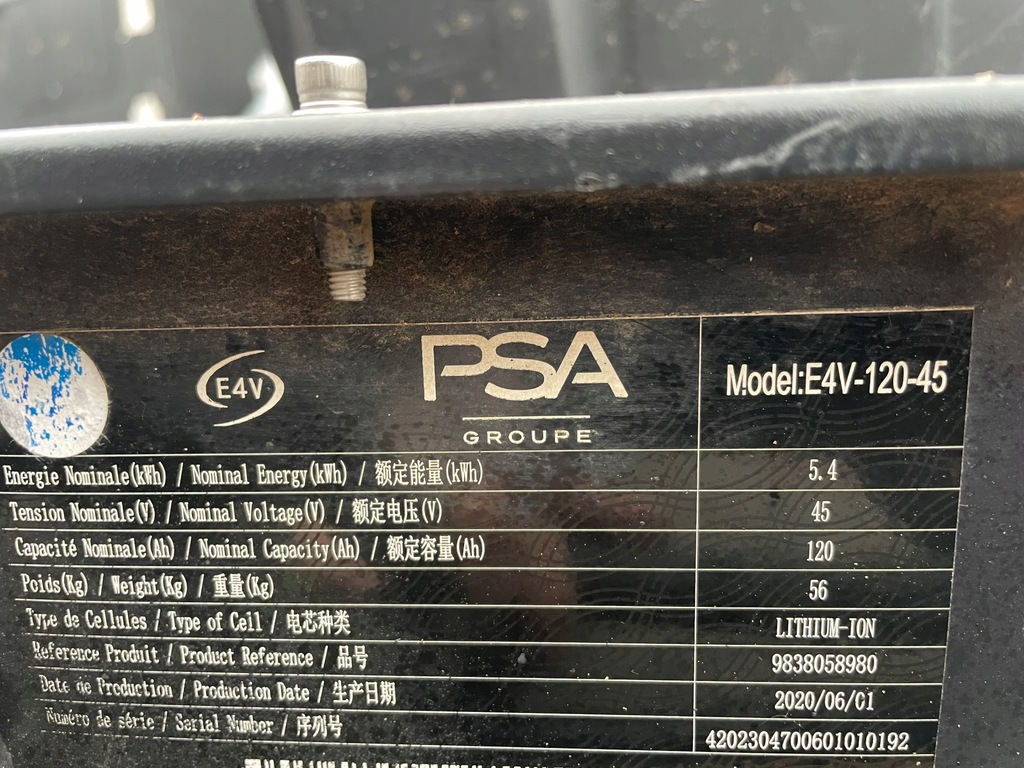 E4V
PSA
GROUPE
Model:E4V-120-45
Energie Nominale(kWh) / Nominal Energy(kWh) / 额定能量(kWh) 5.4
Tension Nominale(V) / Nominal Voltage(V) / 额定电压(V) 45
Capacité Nominale(Ah) / Nominal Capacity(Ah) / 额定容量(Ah) 120
Poids(Kg) / Weight(Kg) / 重量(Kg) 56
Type de Cellules / Type of Cell / 电芯种类 LITHIUM-ION
Reference Produit / Product Reference / 品号 9838058980
Date de Production / Production Date / 生产日期 2020/06/01
Numéro de série / Serial Number / 序列号 4202304700601010192